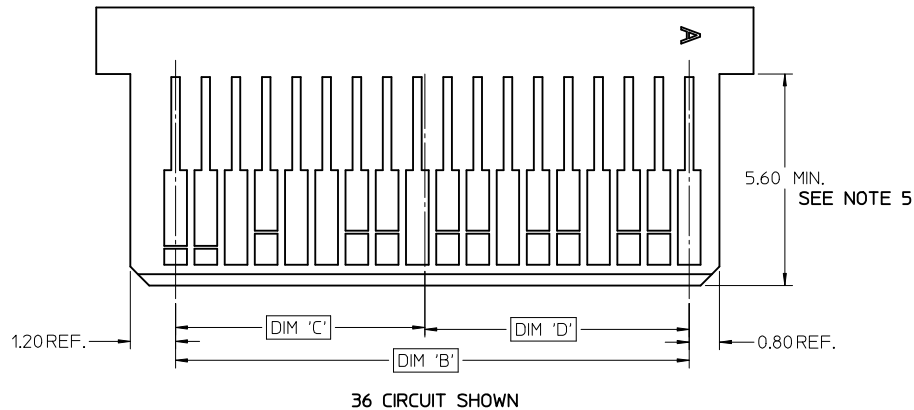 A
5.60 MIN.
SEE NOTE 5
1.20 REF.
DIM 'C'
DIM 'D'
0.80 REF.
DIM 'B'
36 CIRCUIT SHOWN